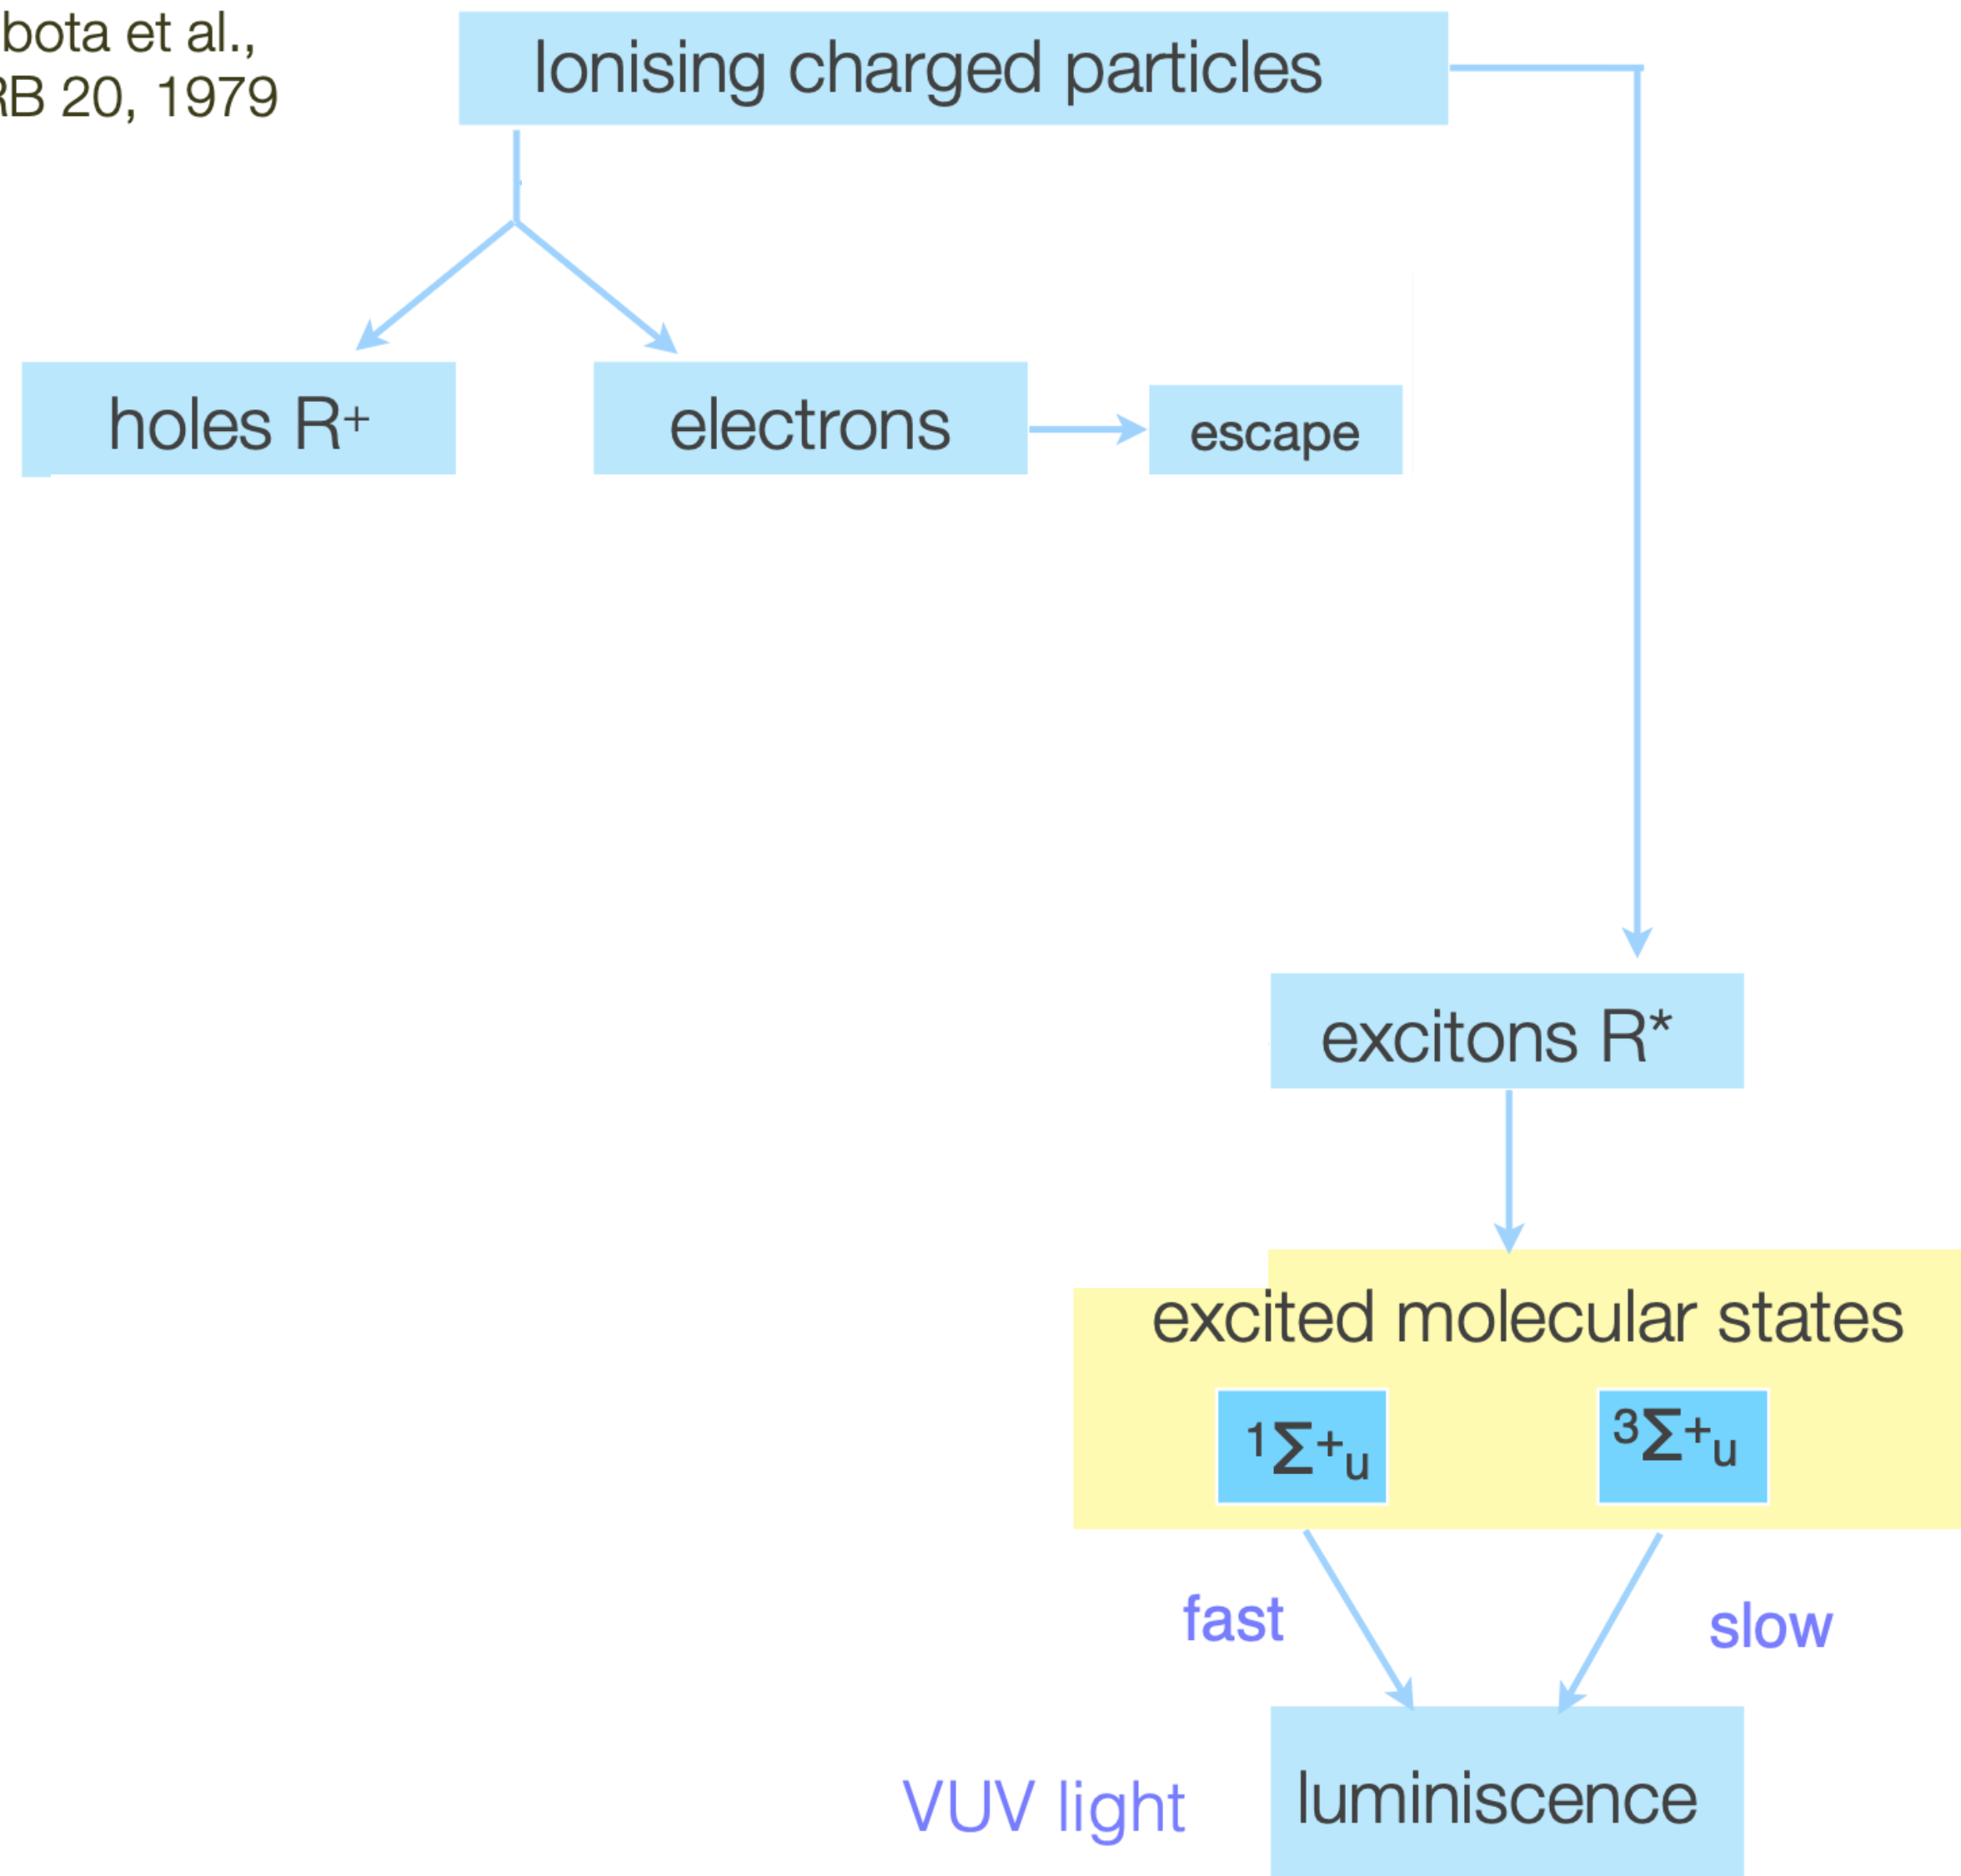 bota et al.,
RB 20, 1979
Ionising charged particles
holes R⁺
electrons
escape
excitons R*
excited molecular states
¹Σ⁺u
³Σ⁺u
fast
slow
VUV light
luminiscence